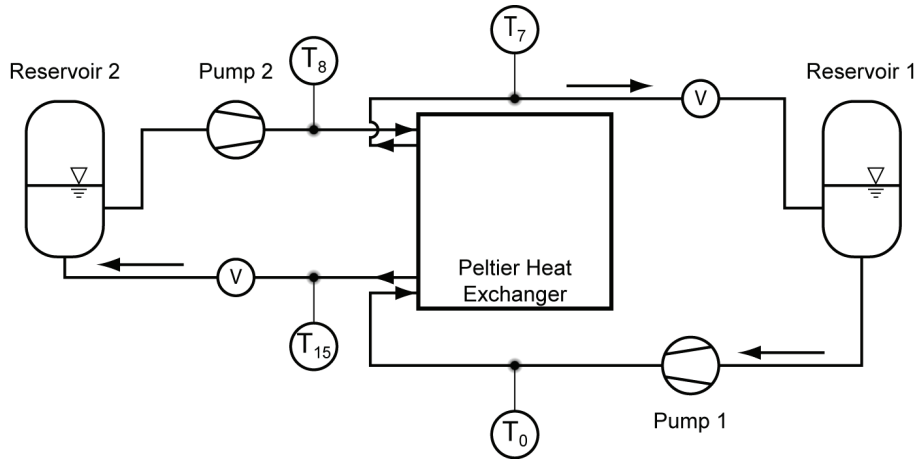 T7
T8
Reservoir 2
Pump 2
Reservoir 1
V
V
Peltier Heat
Exchanger
T15
Pump 1
T0